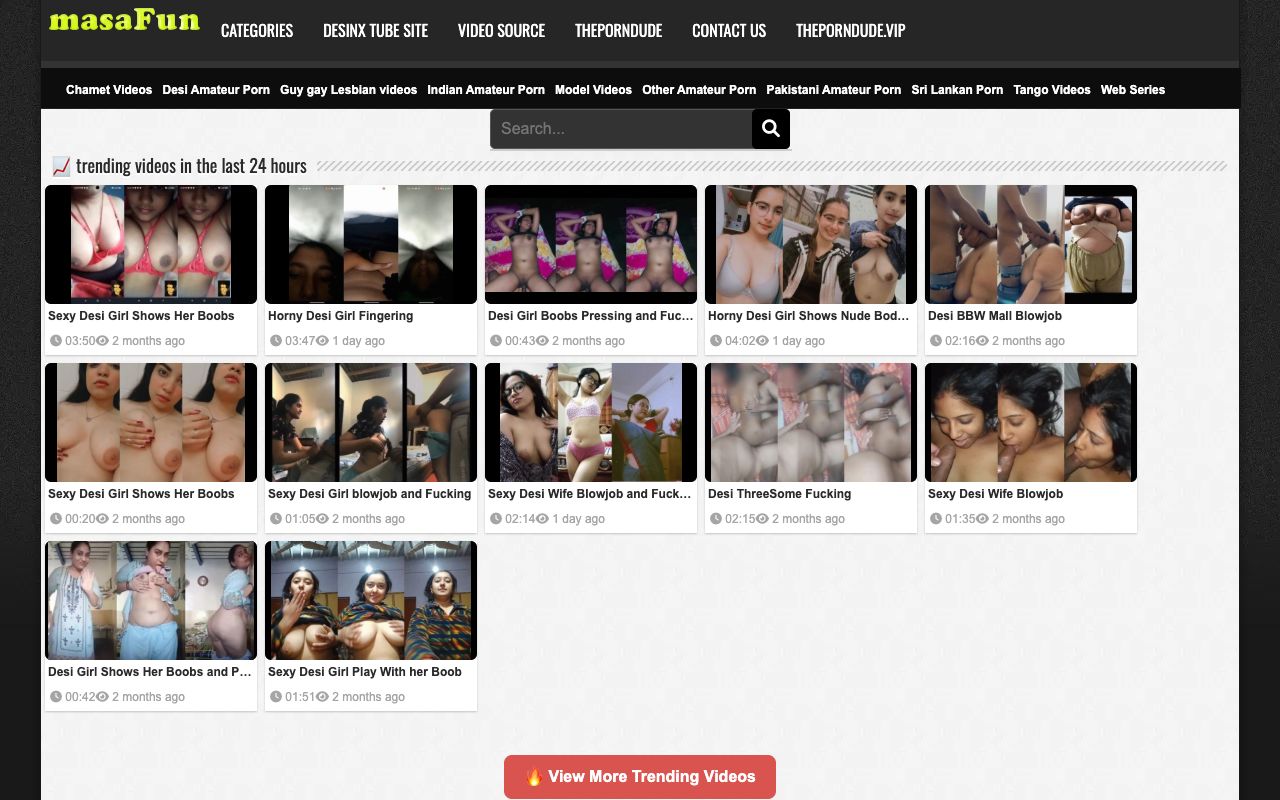 masaFun
CATEGORIES DESINX TUBE SITE VIDEO SOURCE THEPORNDUDE CONTACT US THEPORNDUDE.VIP
Chamet Videos Desi Amateur Porn Guy gay Lesbian videos Indian Amateur Porn Model Videos Other Amateur Porn Pakistani Amateur Porn Sri Lankan Porn Tango Videos Web Series
Search...
trending videos in the last 24 hours
Sexy Desi Girl Shows Her Boobs
03:50 2 months ago
Horny Desi Girl Fingering
03:47 1 day ago
Desi Girl Boobs Pressing and Fuc...
00:43 2 months ago
Horny Desi Girl Shows Nude Bod...
04:02 1 day ago
Desi BBW Mall Blowjob
02:16 2 months ago
Sexy Desi Girl Shows Her Boobs
00:20 2 months ago
Sexy Desi Girl blowjob and Fucking
01:05 2 months ago
Sexy Desi Wife Blowjob and Fuck...
02:14 1 day ago
Desi ThreeSome Fucking
02:15 2 months ago
Sexy Desi Wife Blowjob
01:35 2 months ago
Desi Girl Shows Her Boobs and P...
00:42 2 months ago
Sexy Desi Girl Play With her Boob
01:51 2 months ago
View More Trending Videos